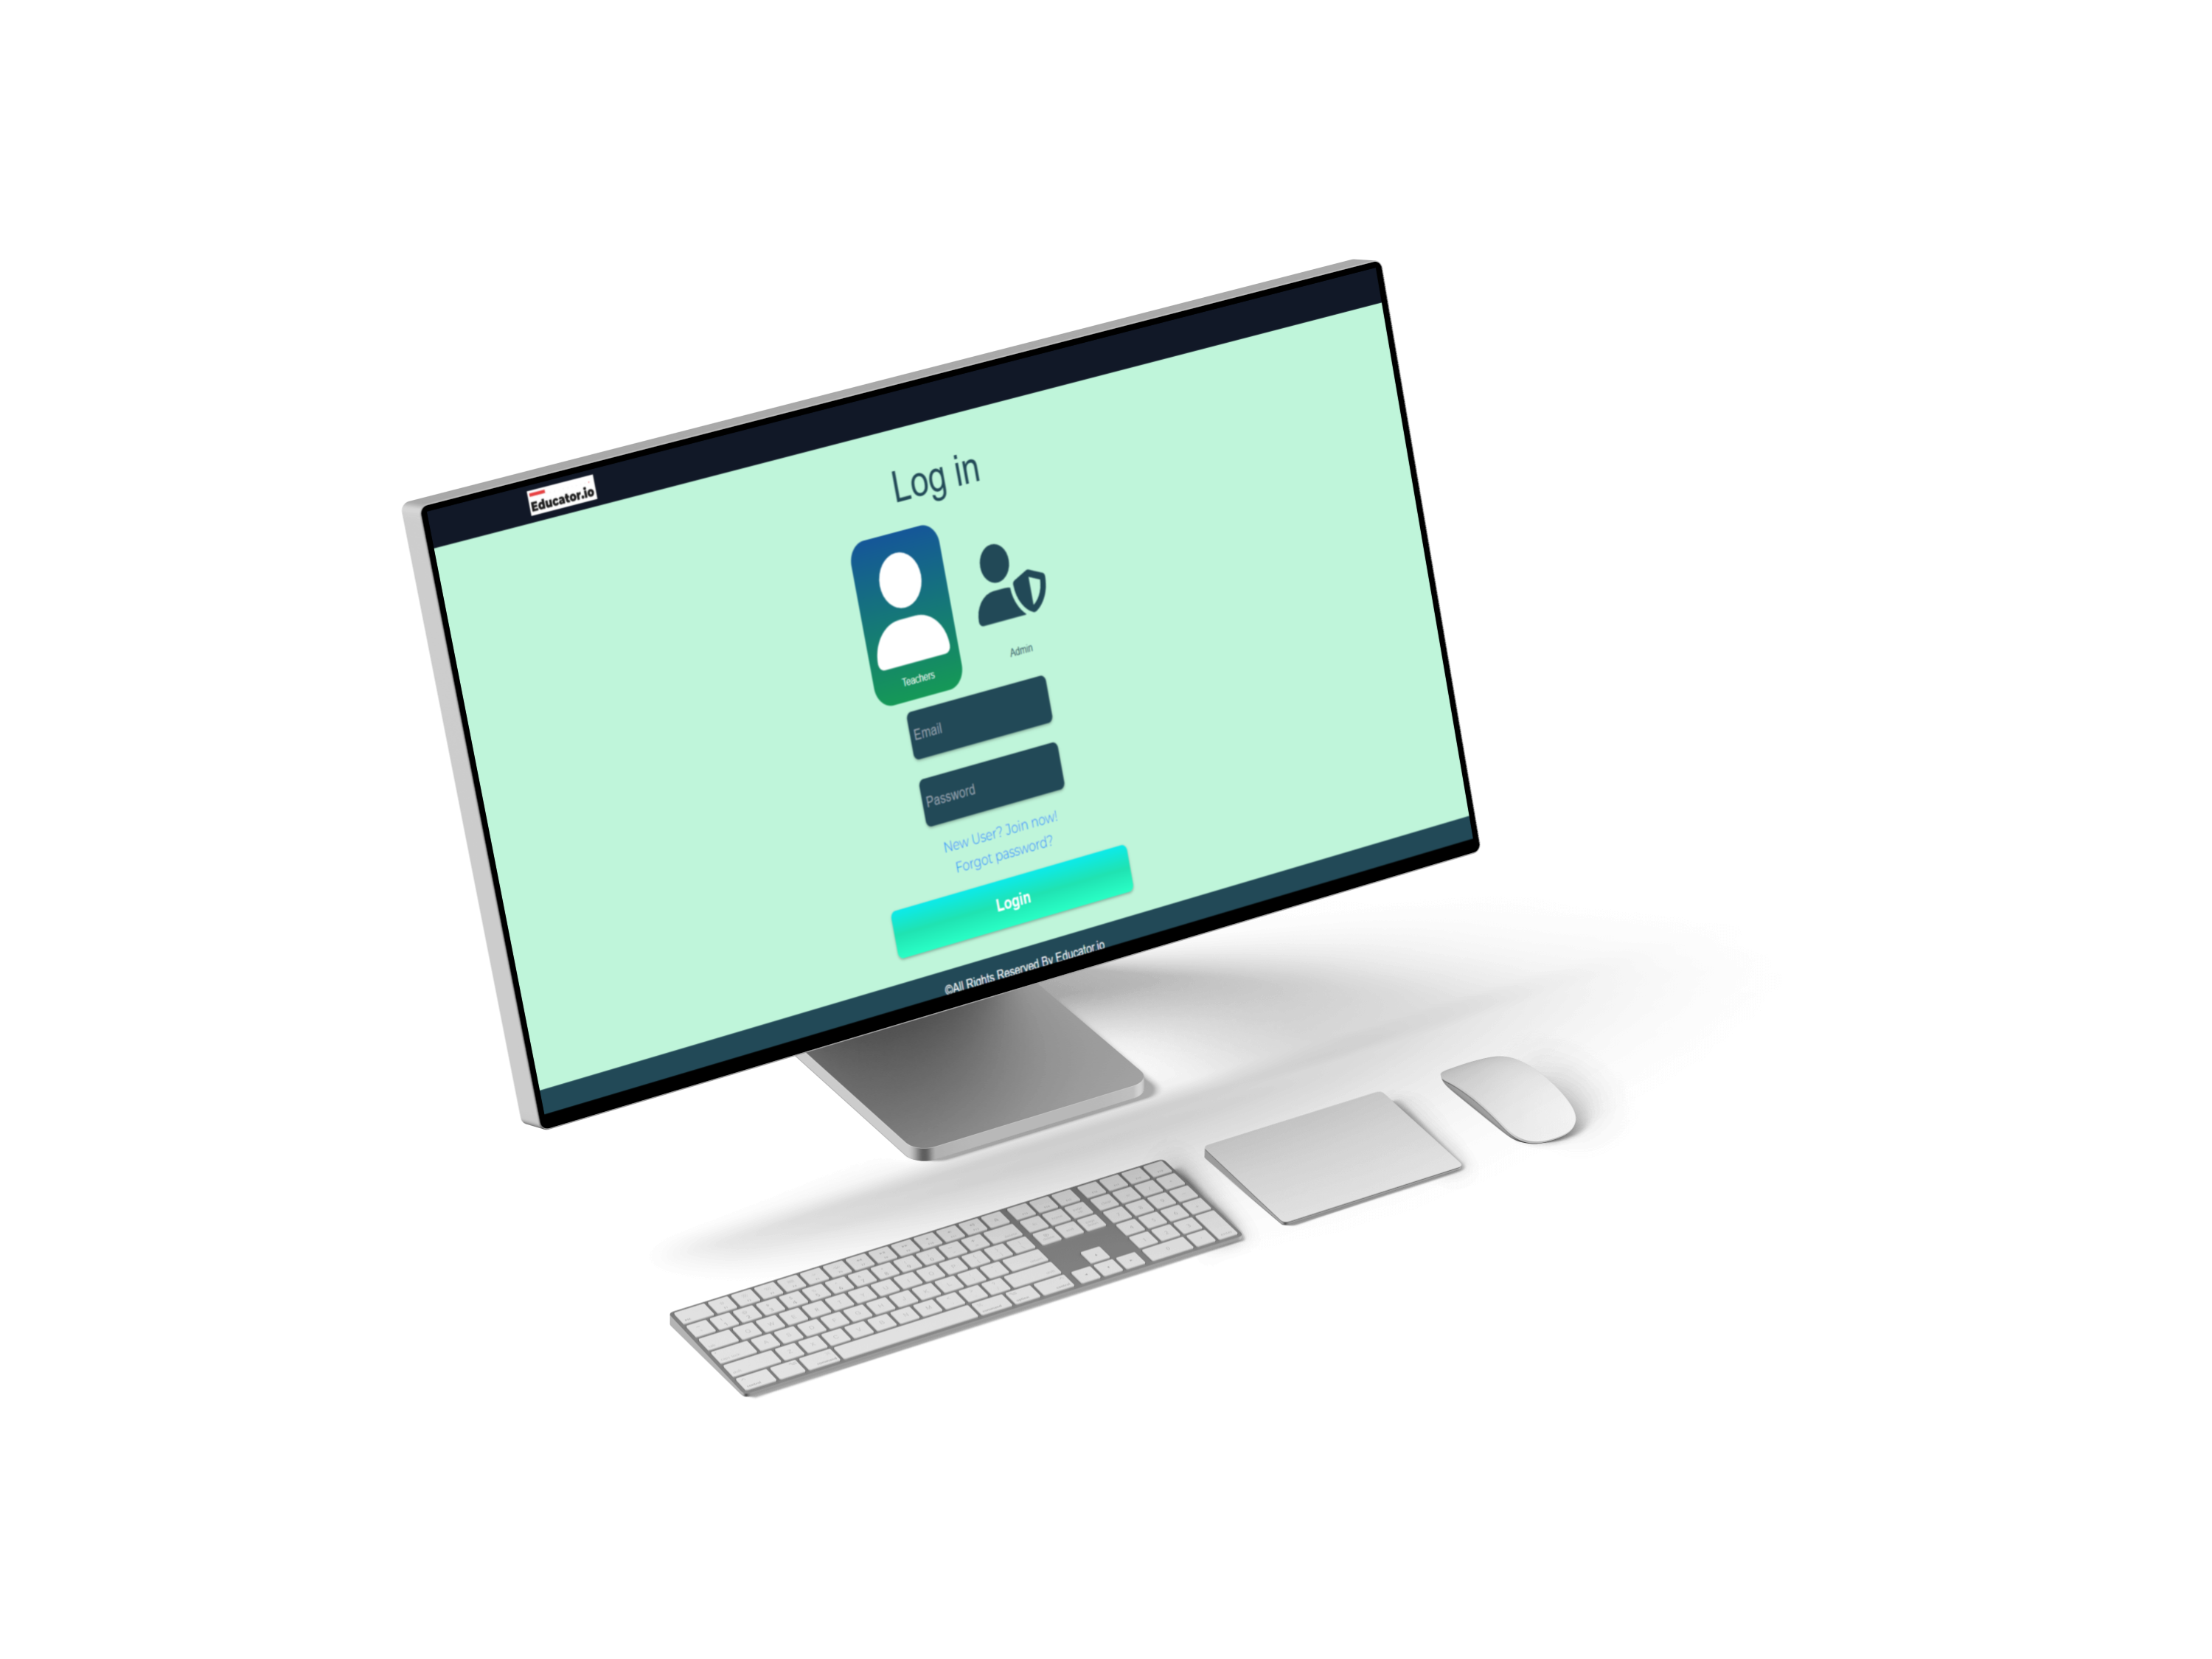 Educator.io
Log in
Teachers
Admin
Email
Password
New User? Join now!
Forgot password?
Login
©All Rights Reserved By Educator.io